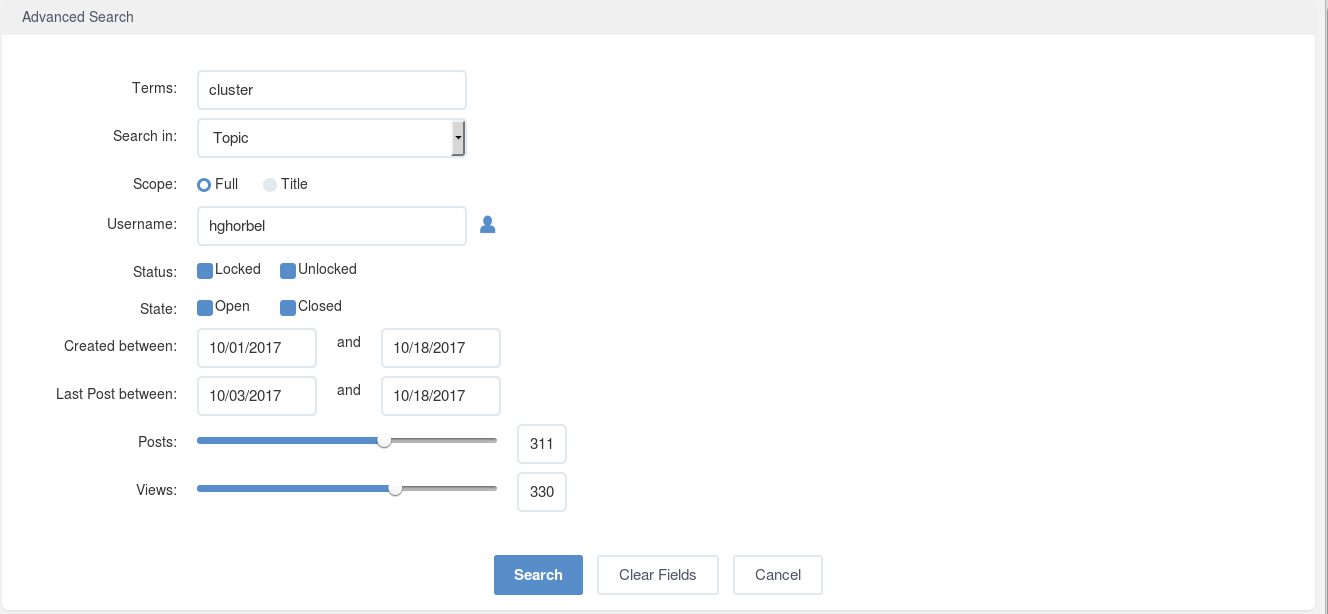 Advanced Search
Terms: cluster
Search in: Topic
Scope: Full Title
Username: hghorbel
Status: Locked Unlocked
State: Open Closed
Created between: 10/01/2017 and 10/18/2017
Last Post between: 10/03/2017 and 10/18/2017
Posts: 311
Views: 330
Search Clear Fields Cancel